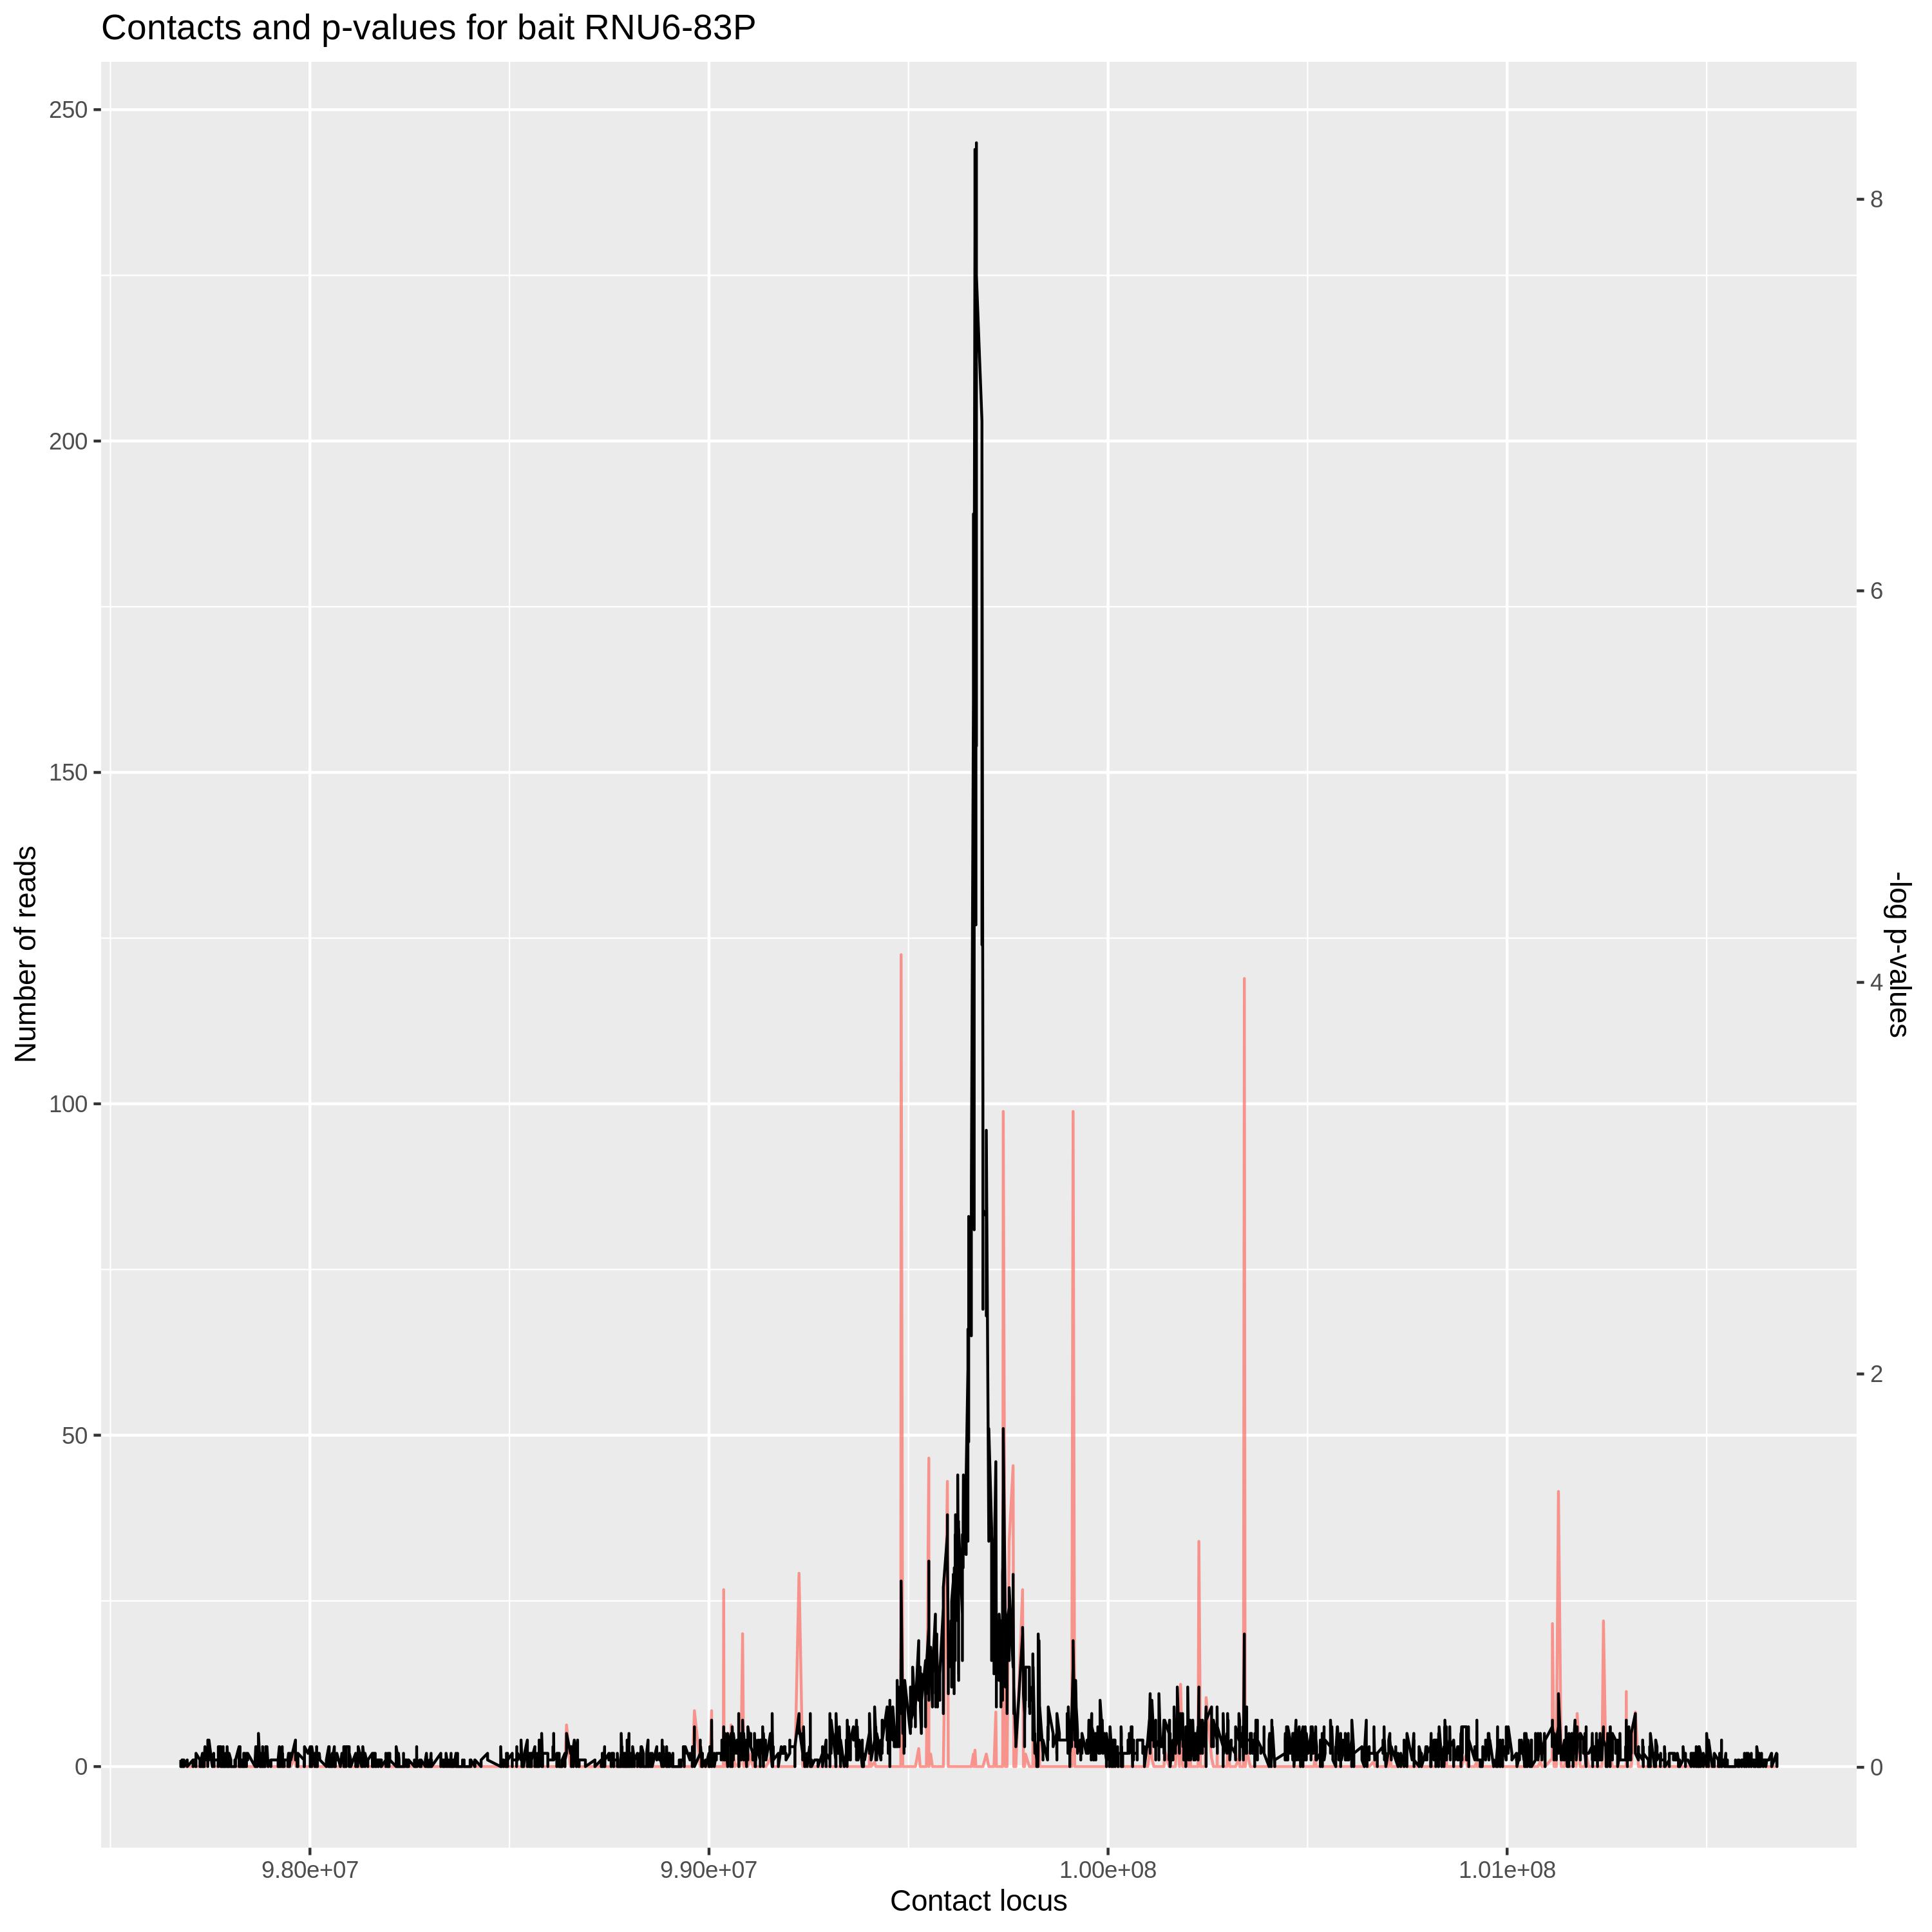 Contacts and p-values for bait RNU6-83P
250
200
150
100
50
0
Number of reads
8
6
4
2
0
-log p-values
9.80e+07
9.90e+07
1.00e+08
1.01e+08
Contact locus